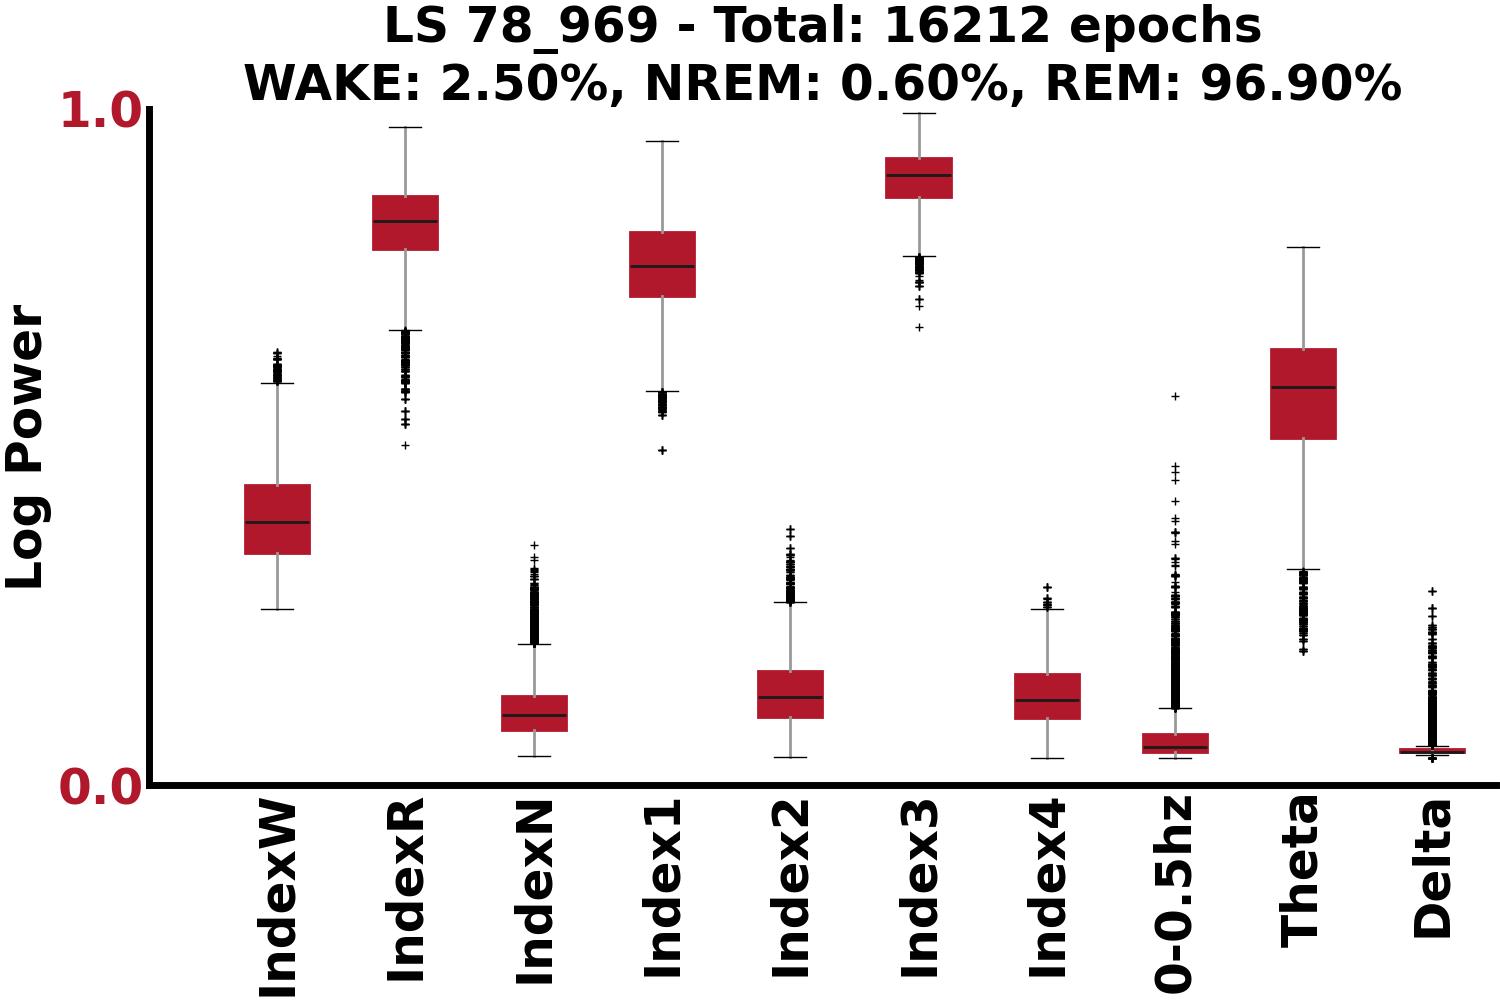 LS 78_969 - Total: 16212 epochs
WAKE: 2.50%, NREM: 0.60%, REM: 96.90%
1.0
Log Power
0.0
IndexW
IndexR
IndexN
Index1
Index2
Index3
Index4
0-0.5hz
Theta
Delta